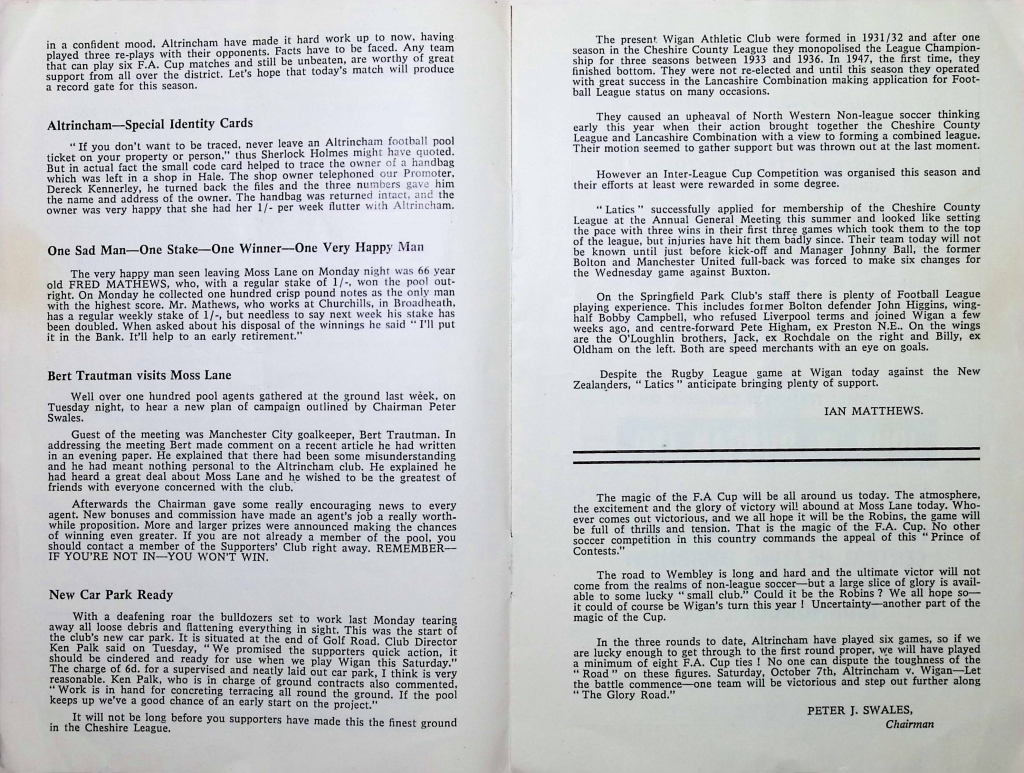 in a confident mood, Altrincham have made it hard work up to now, having
played three re-plays with their opponents. Facts have to be faced. Any team
that can play six F.A. Cup matches and still be unbeaten, are worthy of great
support from all over the district. Let's hope that today's match will produce
a record gate for this season.
Altrincham—Special Identity Cards
" If you don't want to be traced, never leave an Altrincham football pool
ticket on your property or person," thus Sherlock Holmes might have quoted.
But in actual fact the small code card helped to trace the owner of a handbag
which was left in a shop in Hale. The shop owner telephoned our Promoter,
Dereck Kennerley, he turned back the files and the three numbers gave him
the name and address of the owner. The handbag was returned intact, and the
owner was very happy that she had her 1/- per week flutter with Altrincham.
One Sad Man—One Stake—One Winner—One Very Happy Man
The very happy man seen leaving Moss Lane on Monday night was 66 year
old FRED MATHEWS, who, with a regular stake of 1/-, won the pool out-
right. On Monday he collected one hundred crisp pound notes as the only man
with the highest score. Mr. Mathews, who works at Churchills, in Broadheath,
has a regular weekly stake of 1/-, but needless to say next week his stake has
been doubled. When asked about his disposal of the winnings he said " I'll put
it in the Bank. It'll help to an early retirement."
Bert Trautman visits Moss Lane
Well over one hundred pool agents gathered at the ground last week, on
Tuesday night, to hear a new plan of campaign outlined by Chairman Peter
Swales.
Guest of the meeting was Manchester City goalkeeper, Bert Trautman. In
addressing the meeting Bert made comment on a recent article he had written
in an evening paper. He explained that there had been some misunderstanding
and he had meant nothing personal to the Altrincham club. He explained he
had heard a great deal about Moss Lane and he wished to be the greatest of
friends with everyone concerned with the club.
Afterwards the Chairman gave some really encouraging news to every
agent. New bonuses and commission have made an agent's job a really worth-
while proposition. More and larger prizes were announced making the chances
of winning even greater. If you are not already a member of the pool, you
should contact a member of the Supporters' Club right away. REMEMBER—
IF YOU'RE NOT IN—YOU WON'T WIN.
New Car Park Ready
With a deafening roar the bulldozers set to work last Monday tearing
away all loose debris and flattening everything in sight. This was the start of
the club's new car park. It is situated at the end of Golf Road. Club Director
Ken Palk said on Tuesday, " We promised the supporters quick action, it
should be cindered and ready for use when we play Wigan this Saturday."
The charge of 6d. for a supervised and neatly laid out car park, I think is very
reasonable. Ken Palk, who is in charge of ground contracts also commented,
" Work is in hand for concreting terracing all round the ground. If the pool
keeps up we've a good chance of an early start on the project."
It will not be long before you supporters have made this the finest ground
in the Cheshire League.
The present Wigan Athletic Club were formed in 1931/32 and after one
season in the Cheshire County League they monopolised the League Champion-
ship for three seasons between 1933 and 1936. In 1947, the first time, they
finished bottom. They were not re-elected and until this season they operated
with great success in the Lancashire Combination making application for Foot-
ball League status on many occasions.
They caused an upheaval of North Western Non-league soccer thinking
early this year when their action brought together the Cheshire County
League and Lancashire Combination with a view to forming a combined league.
Their motion seemed to gather support but was thrown out at the last moment.
However an Inter-League Cup Competition was organised this season and
their efforts at least were rewarded in some degree.
" Latics " successfully applied for membership of the Cheshire County
League at the Annual General Meeting this summer and looked like setting
the pace with three wins in their first three games which took them to the top
of the league, but injuries have hit them badly since. Their team today will not
be known until just before kick-off and Manager Johnny Ball, the former
Bolton and Manchester United full-back was forced to make six changes for
the Wednesday game against Buxton.
On the Springfield Park Club's staff there is plenty of Football League
playing experience. This includes former Bolton defender John Higgins, wing-
half Bobby Campbell, who refused Liverpool terms and joined Wigan a few
weeks ago, and centre-forward Pete Higham, ex Preston N.E.. On the wings
are the O'Loughlin brothers, Jack, ex Rochdale on the right and Billy, ex
Oldham on the left. Both are speed merchants with an eye on goals.
Despite the Rugby League game at Wigan today against the New
Zealanders, " Latics " anticipate bringing plenty of support.
IAN MATTHEWS.
The magic of the F.A Cup will be all around us today. The atmosphere,
the excitement and the glory of victory will abound at Moss Lane today. Who-
ever comes out victorious, and we all hope it will be the Robins, the game will
be full of thrills and tension. That is the magic of the F.A. Cup. No other
soccer competition in this country commands the appeal of this " Prince of
Contests."
The road to Wembley is long and hard and the ultimate victor will not
come from the realms of non-league soccer—but a large slice of glory is avail-
able to some lucky " small club." Could it be the Robins ? We all hope so—
it could of course be Wigan's turn this year ! Uncertainty—another part of the
magic of the Cup.
In the three rounds to date, Altrincham have played six games, so if we
are lucky enough to get through to the first round proper, we will have played
a minimum of eight F.A. Cup ties ! No one can dispute the toughness of the
" Road " on these figures. Saturday, October 7th, Altrincham v. Wigan—Let
the battle commence—one team will be victorious and step out further along
" The Glory Road."
PETER J. SWALES,
Chairman